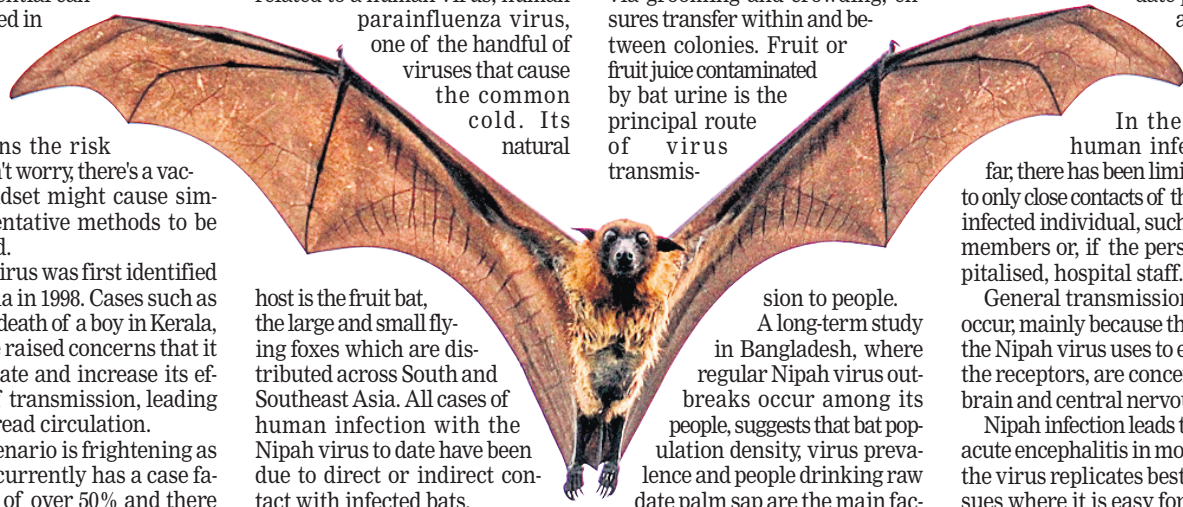 ential can
ed in
ns the risk
't worry, there's a vac-
dset might cause sim-
entative methods to be
d.
irus was first identified
a in 1998. Cases such as
death of a boy in Kerala,
e raised concerns that it
ate and increase its ef-
f transmission, leading
read circulation.
enario is frightening as
currently has a case fa-
of over 50% and there
related to a human virus, human
parainfluenza virus,
one of the handful of
viruses that cause
the common
cold. Its
natural
host is the fruit bat,
the large and small fly-
ing foxes which are dis-
tributed across South and
Southeast Asia. All cases of
human infection with the
Nipah virus to date have been
due to direct or indirect con-
tact with infected bats.
via grooming and crowding, en-
sures transfer within and be-
tween colonies. Fruit or
fruit juice contaminated
by bat urine is the
principal route
of virus
transmis-
sion to people.
A long-term study
in Bangladesh, where
regular Nipah virus out-
breaks occur among its
people, suggests that bat pop-
ulation density, virus preva-
lence and people drinking raw
date palm sap are the main fac-
date p
a
In the
human infe
far, there has been limi
to only close contacts of th
infected individual, such
members or, if the pers
pitalised, hospital staff.
General transmission
occur, mainly because th
the Nipah virus uses to e
the receptors, are conce
brain and central nervou
Nipah infection leads t
acute encephalitis in mo
the virus replicates best
sues where it is easy for